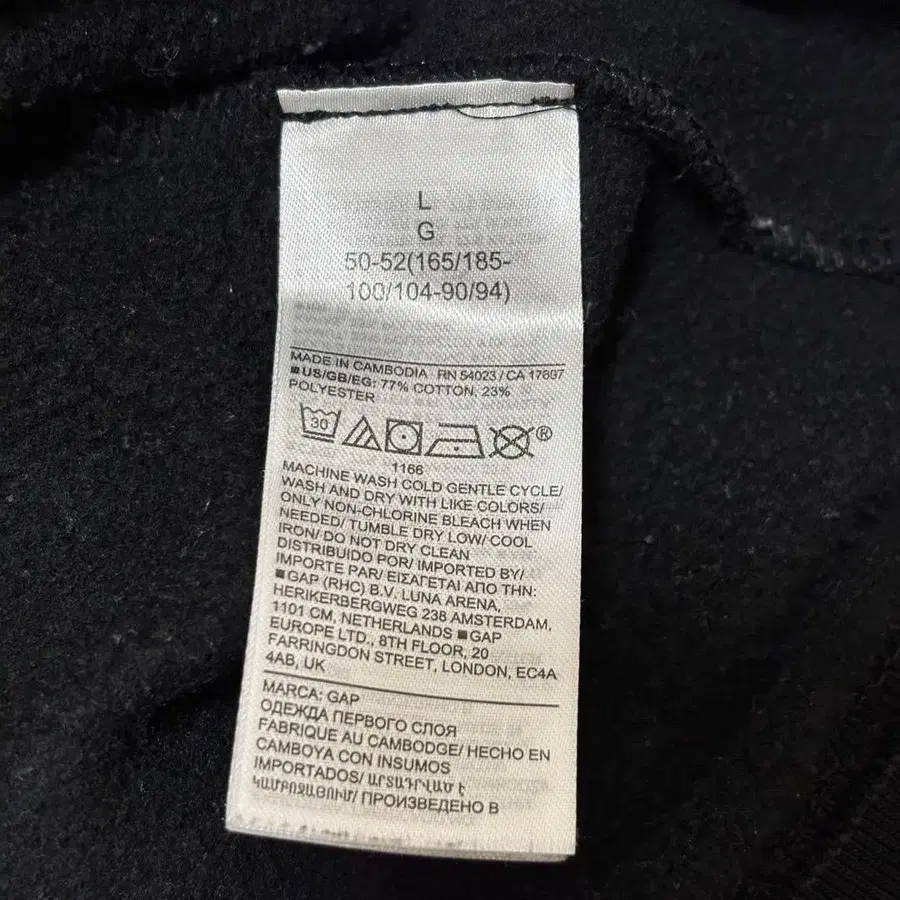 L
G
50-52(165/185-
100/104-90/94)
MADE IN CAMBODIA RN 54023 / CA 17897
■US/GB/EG: 77% COTTON, 23%
POLYESTER
30
®
1166
MACHINE WASH COLD GENTLE CYCLE/
WASH AND DRY WITH LIKE COLORS/
ONLY NON-CHLORINE BLEACH WHEN
NEEDED/ TUMBLE DRY LOW/ COOL
IRON/ DO NOT DRY CLEAN
DISTRIBUIDO POR/ IMPORTED BY/
IMPORTE PAR/ ΕΙΣΑΓΕΤΑΙ ΑΠΟ ΤΗΝ:
■GAP (RHC) B.V. LUNA ARENA,
HERIKERBERGWEG 238 AMSTERDAM,
1101 CM, NETHERLANDS ■GAP
EUROPE LTD., 8TH FLOOR, 20
FARRINGDON STREET, LONDON, EC4A
4AB, UK
MARCA: GAP
ОДЕЖДА ПЕРВОГО СЛОЯ
FABRIQUE AU CAMBODGE/ HECHO EN
CAMBOYA CON INSUMOS
IMPORTADOS/ ԱՐՏԱԴՐՎԱԾ Է
ԿԱՄԲՈՋԱՅՈՒՄ/ ПРОИЗВЕДЕНО В